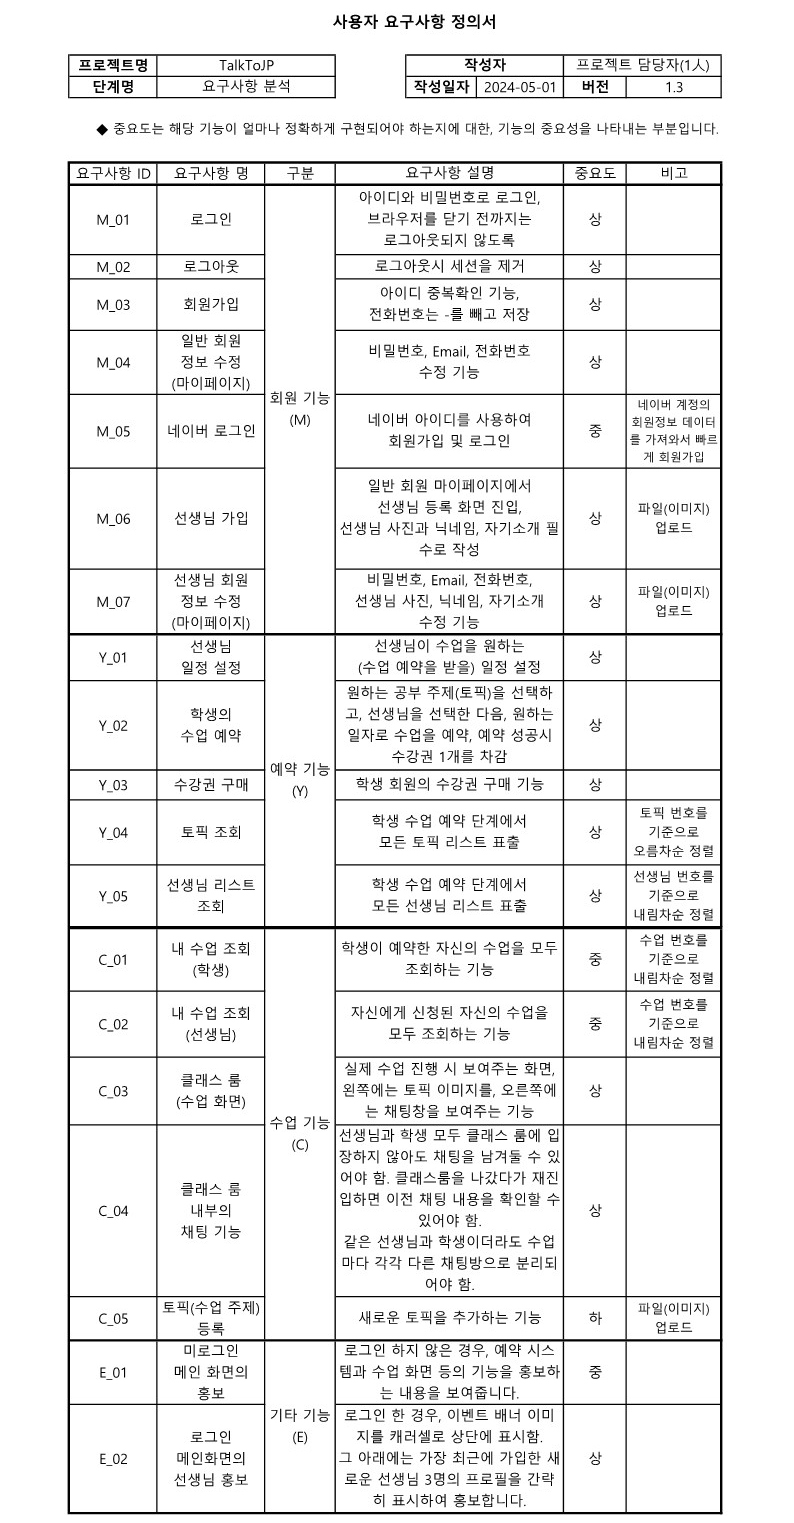 사용자 요구사항 정의서
프로젝트명 TalkToJP 작성자 프로젝트 담당자(1人)
단계명 요구사항 분석 작성일자 2024-05-01 버전 1.3
◆ 중요도는 해당 기능이 얼마나 정확하게 구현되어야 하는지에 대한, 기능의 중요성을 나타내는 부분입니다.
요구사항 ID 요구사항 명 구분 요구사항 설명 중요도 비고
회원 기능
(M)
M_01
로그인
아이디와 비밀번호로 로그인,
브라우저를 닫기 전까지는
로그아웃되지 않도록
상
M_02
로그아웃
로그아웃시 세션을 제거
상
M_03
회원가입
아이디 중복확인 기능,
전화번호는 -를 빼고 저장
상
M_04
일반 회원
정보 수정
(마이페이지)
비밀번호, Email, 전화번호
수정 기능
상
M_05
네이버 로그인
네이버 아이디를 사용하여
회원가입 및 로그인
중
네이버 계정의
회원정보 데이터
를 가져와서 빠르
게 회원가입
M_06
선생님 가입
일반 회원 마이페이지에서
선생님 등록 화면 진입,
선생님 사진과 닉네임, 자기소개 필
수로 작성
상
파일(이미지)
업로드
M_07
선생님 회원
정보 수정
(마이페이지)
비밀번호, Email, 전화번호,
선생님 사진, 닉네임, 자기소개
수정 기능
상
파일(이미지)
업로드
예약 기능
(Y)
Y_01
선생님
일정 설정
선생님이 수업을 원하는
(수업 예약을 받을) 일정 설정
상
Y_02
학생의
수업 예약
원하는 공부 주제(토픽)을 선택하
고, 선생님을 선택한 다음, 원하는
일자로 수업을 예약, 예약 성공시
수강권 1개를 차감
상
Y_03
수강권 구매
학생 회원의 수강권 구매 기능
상
Y_04
토픽 조회
학생 수업 예약 단계에서
모든 토픽 리스트 표출
상
토픽 번호를
기준으로
오름차순 정렬
Y_05
선생님 리스트
조회
학생 수업 예약 단계에서
모든 선생님 리스트 표출
상
선생님 번호를
기준으로
내림차순 정렬
수업 기능
(C)
C_01
내 수업 조회
(학생)
학생이 예약한 자신의 수업을 모두
조회하는 기능
중
수업 번호를
기준으로
내림차순 정렬
C_02
내 수업 조회
(선생님)
자신에게 신청된 자신의 수업을
모두 조회하는 기능
중
수업 번호를
기준으로
내림차순 정렬
C_03
클래스 룸
(수업 화면)
실제 수업 진행 시 보여주는 화면,
왼쪽에는 토픽 이미지를, 오른쪽에
는 채팅창을 보여주는 기능
상
C_04
클래스 룸
내부의
채팅 기능
선생님과 학생 모두 클래스 룸에 입
장하지 않아도 채팅을 남겨둘 수 있
어야 함. 클래스룸을 나갔다가 재진
입하면 이전 채팅 내용을 확인할 수
있어야 함.
같은 선생님과 학생이더라도 수업
마다 각각 다른 채팅방으로 분리되
어야 함.
상
C_05
토픽(수업 주제)
등록
새로운 토픽을 추가하는 기능
하
파일(이미지)
업로드
기타 기능
(E)
E_01
미로그인
메인 화면의
홍보
로그인 하지 않은 경우, 예약 시스
템과 수업 화면 등의 기능을 홍보하
는 내용을 보여줍니다.
중
E_02
로그인
메인화면의
선생님 홍보
로그인 한 경우, 이벤트 배너 이미
지를 캐러셀로 상단에 표시함.
그 아래에는 가장 최근에 가입한 새
로운 선생님 3명의 프로필을 간략
히 표시하여 홍보합니다.
상